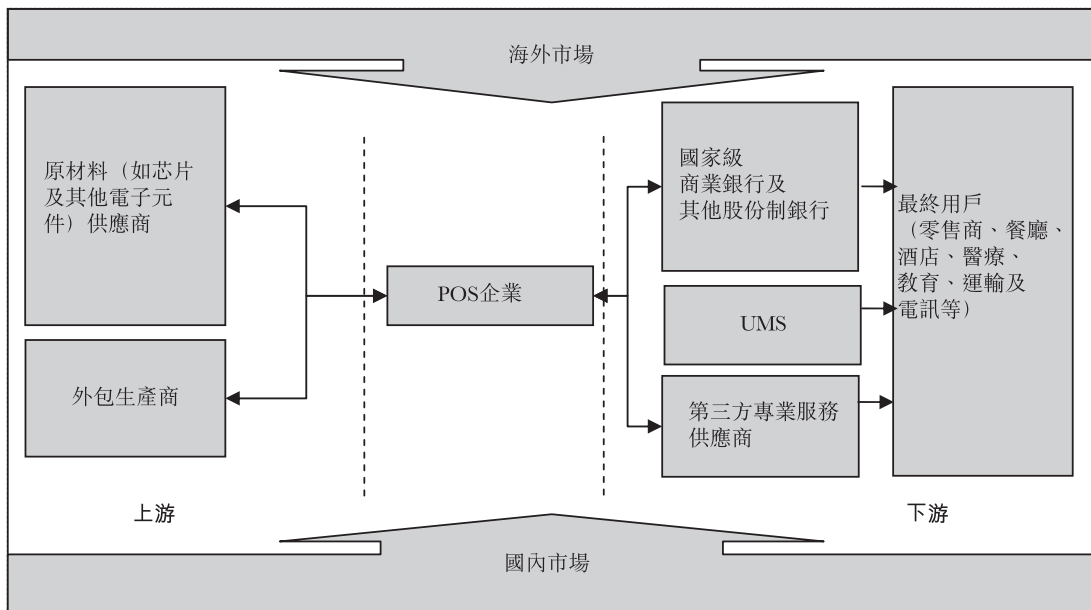 海外市場
原材料（如芯片
及其他電子元
件）供應商
外包生產商
上游
POS企業
國家級
商業銀行及
其他股份制銀行
UMS
第三方專業服務
供應商
最終用戶
（零售商、餐廳、
酒店、醫療、
教育、運輸及
電訊等）
下游
國內市場